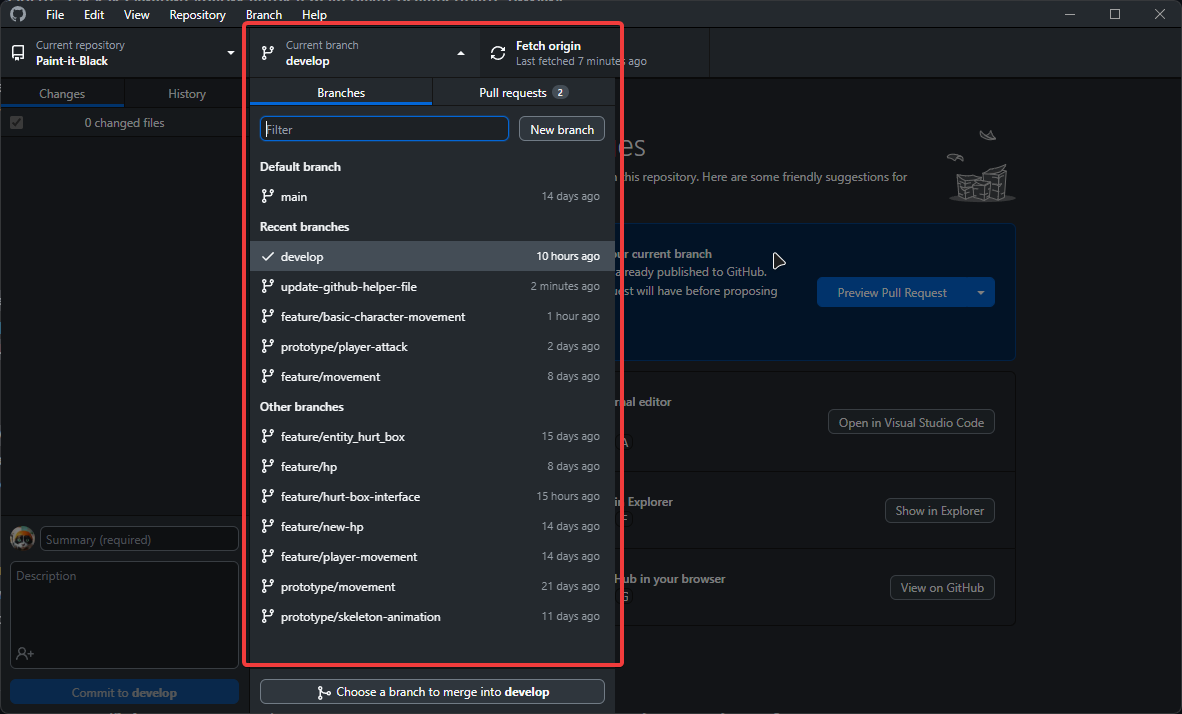 File Edit View Repository Branch Help
Current repository
Paint-it-Black
Current branch
develop
Fetch origin
Last fetched 7 minutes ago
Changes
History
0 changed files
Summary (required)
Description
Commit to develop
Branches
Pull requests 2
Filter
New branch
Default branch
main 14 days ago
Recent branches
develop 10 hours ago
update-github-helper-file 2 minutes ago
feature/basic-character-movement 1 hour ago
prototype/player-attack 2 days ago
feature/movement 8 days ago
Other branches
feature/entity_hurt_box 15 days ago
feature/hp 8 days ago
feature/hurt-box-interface 15 hours ago
feature/new-hp 14 days ago
feature/player-movement 14 days ago
prototype/movement 21 days ago
prototype/skeleton-animation 11 days ago
Choose a branch to merge into develop
es
this repository. Here are some friendly suggestions for
ur current branch
already published to GitHub.
est will have before proposing
Preview Pull Request
nal editor
A
Open in Visual Studio Code
in Explorer
F
Show in Explorer
Hub in your browser
G
View on GitHub